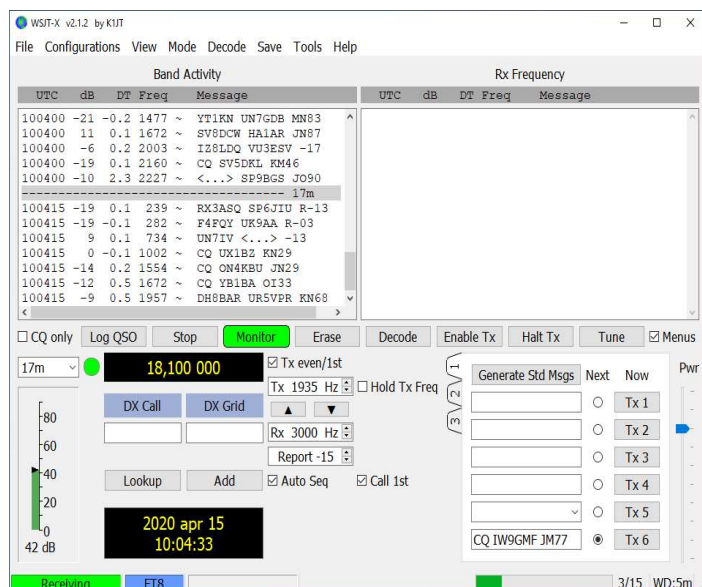 WSJT-X v2.1.2 by K1JT
File Configurations View Mode Decode Save Tools Help
Band Activity
Rx Frequency
UTC dB DT Freq Message
UTC dB DT Freq Message
100400 -21 -0.2 1477 ~ YT1KN UN7GDB MN83
100400 11 0.1 1672 ~ SV8DCW HA1AR JN87
100400 -6 0.2 2003 ~ IZ8LDQ VU3ESV -17
100400 -19 0.1 2160 ~ CQ SV5DKL KM46
100400 -10 2.3 2227 ~ <...> SP9BGS JO90
------------------------------------ 17m
100415 -19 0.1 239 ~ RX3ASQ SP6JIU R-13
100415 -19 -0.1 282 ~ F4FQY UK9AA R-03
100415 9 0.1 734 ~ UN7IV <...> -13
100415 0 -0.1 1002 ~ CQ UX1BZ KN29
100415 -14 0.2 1554 ~ CQ ON4KBU JN29
100415 -12 0.5 1672 ~ CQ YB1BA OI33
100415 -9 0.5 1957 ~ DH8BAR UR5VPR KN68
CQ only Log QSO Stop Monitor Erase Decode Enable Tx Halt Tx Tune Menus
17m
18,100 000
Tx even/1st
Tx 1935 Hz
Hold Tx Freq
DX Call DX Grid
Rx 3000 Hz
Report -15
Lookup Add
Auto Seq
Call 1st
2020 apr 15
10:04:33
-80
-60
-40
-20
-0
42 dB
1
2
3
Generate Std Msgs Next Now
Tx 1
Tx 2
Tx 3
Tx 4
Tx 5
CQ IW9GMF JM77 Tx 6
Pwr
Receiving FT8 3/15 WD:5m